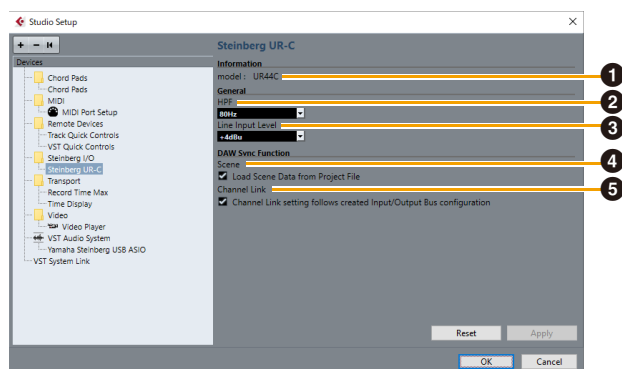 Studio Setup
Devices
Chord Pads
Chord Pads
MIDI
MIDI Port Setup
Remote Devices
Track Quick Controls
VST Quick Controls
Steinberg I/O
Steinberg UR-C
Transport
Record Time Max
Time Display
Video
Video Player
VST Audio System
Yamaha Steinberg USB ASIO
VST System Link
Steinberg UR-C
Information
model : UR44C
General
HPF
80Hz
Line Input Level
+4dBu
DAW Sync Function
Scene
Load Scene Data from Project File
Channel Link
Channel Link setting follows created Input/Output Bus configuration
Reset
Apply
OK
Cancel
1
2
3
4
5